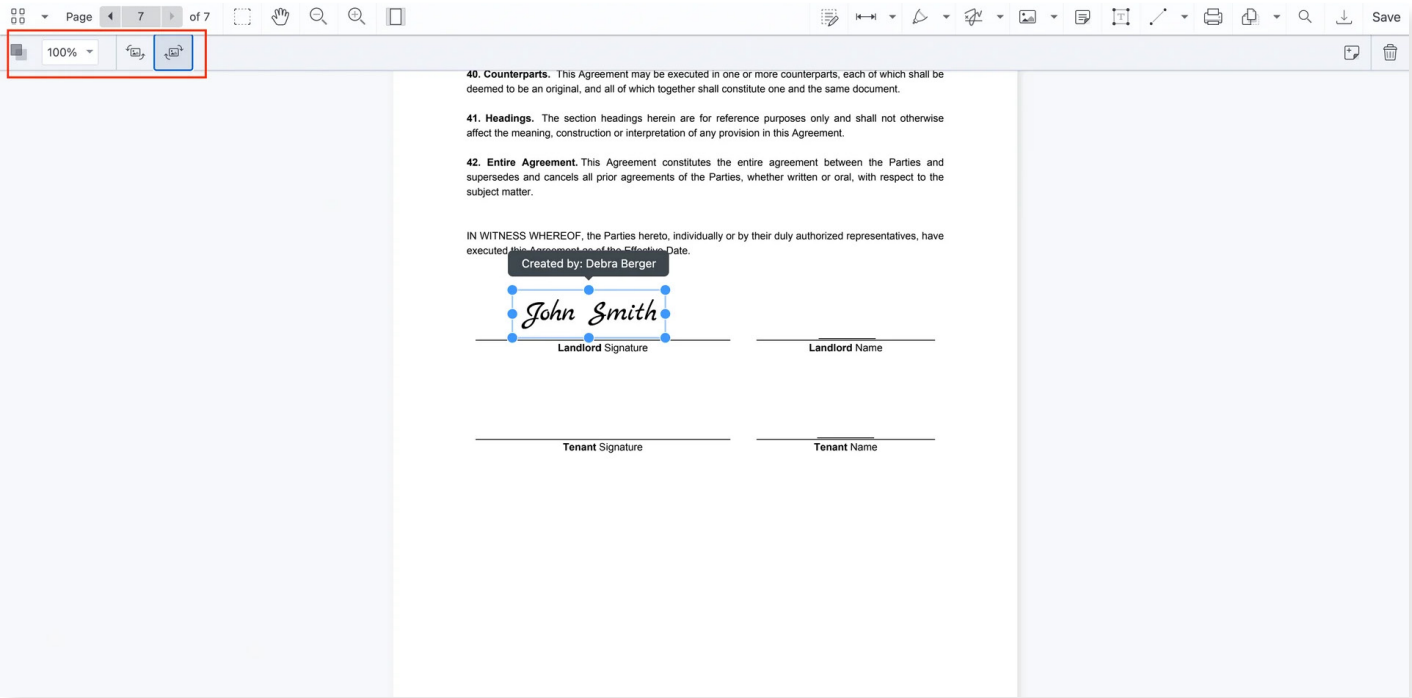 Page 7 of 7 Save
100%
40. Counterparts. This Agreement may be executed in one or more counterparts, each of which shall be
deemed to be an original, and all of which together shall constitute one and the same document.
41. Headings. The section headings herein are for reference purposes only and shall not otherwise
affect the meaning, construction or interpretation of any provision in this Agreement.
42. Entire Agreement. This Agreement constitutes the entire agreement between the Parties and
supersedes and cancels all prior agreements of the Parties, whether written or oral, with respect to the
subject matter.
IN WITNESS WHEREOF, the Parties hereto, individually or by their duly authorized representatives, have
executed this Agreement as of the Effective Date.
Created by: Debra Berger
John Smith
Landlord Signature Landlord Name
Tenant Signature Tenant Name